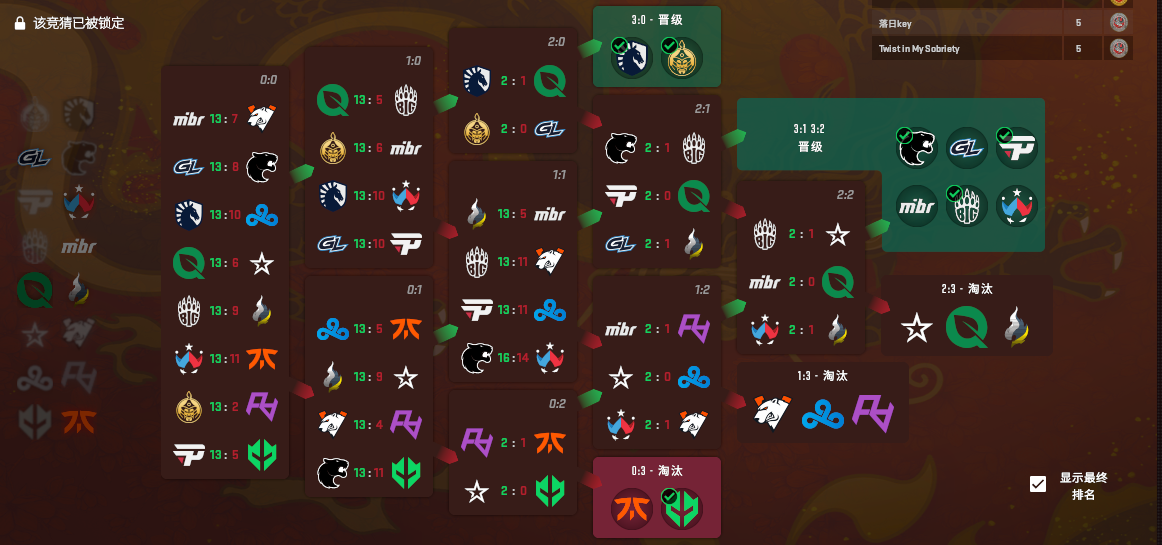 该竞猜已被锁定
落日key 5
Twist in My Sobriety 5
0:0
mibr 13:7
GL 13:8
13:10
13:6
13:9
13:11
13:2
13:5
1:0
13:5
13:6 mibr
13:10
GL 13:10
0:1
13:5
13:9
13:4
13:11
2:0
2:1
2:0 GL
1:1
13:5 mibr
13:11
13:11
16:14
0:2
2:1
2:0
3:0 - 晋级
2:1
2:1
2:0
GL 2:1
1:2
mibr 2:1
2:0
2:1
0:3 - 淘汰
3:1 3:2
晋级
GL
mibr
2:2
2:1
mibr 2:0
2:1
2:3 - 淘汰
1:3 - 淘汰
显示最终
排名
GL
mibr